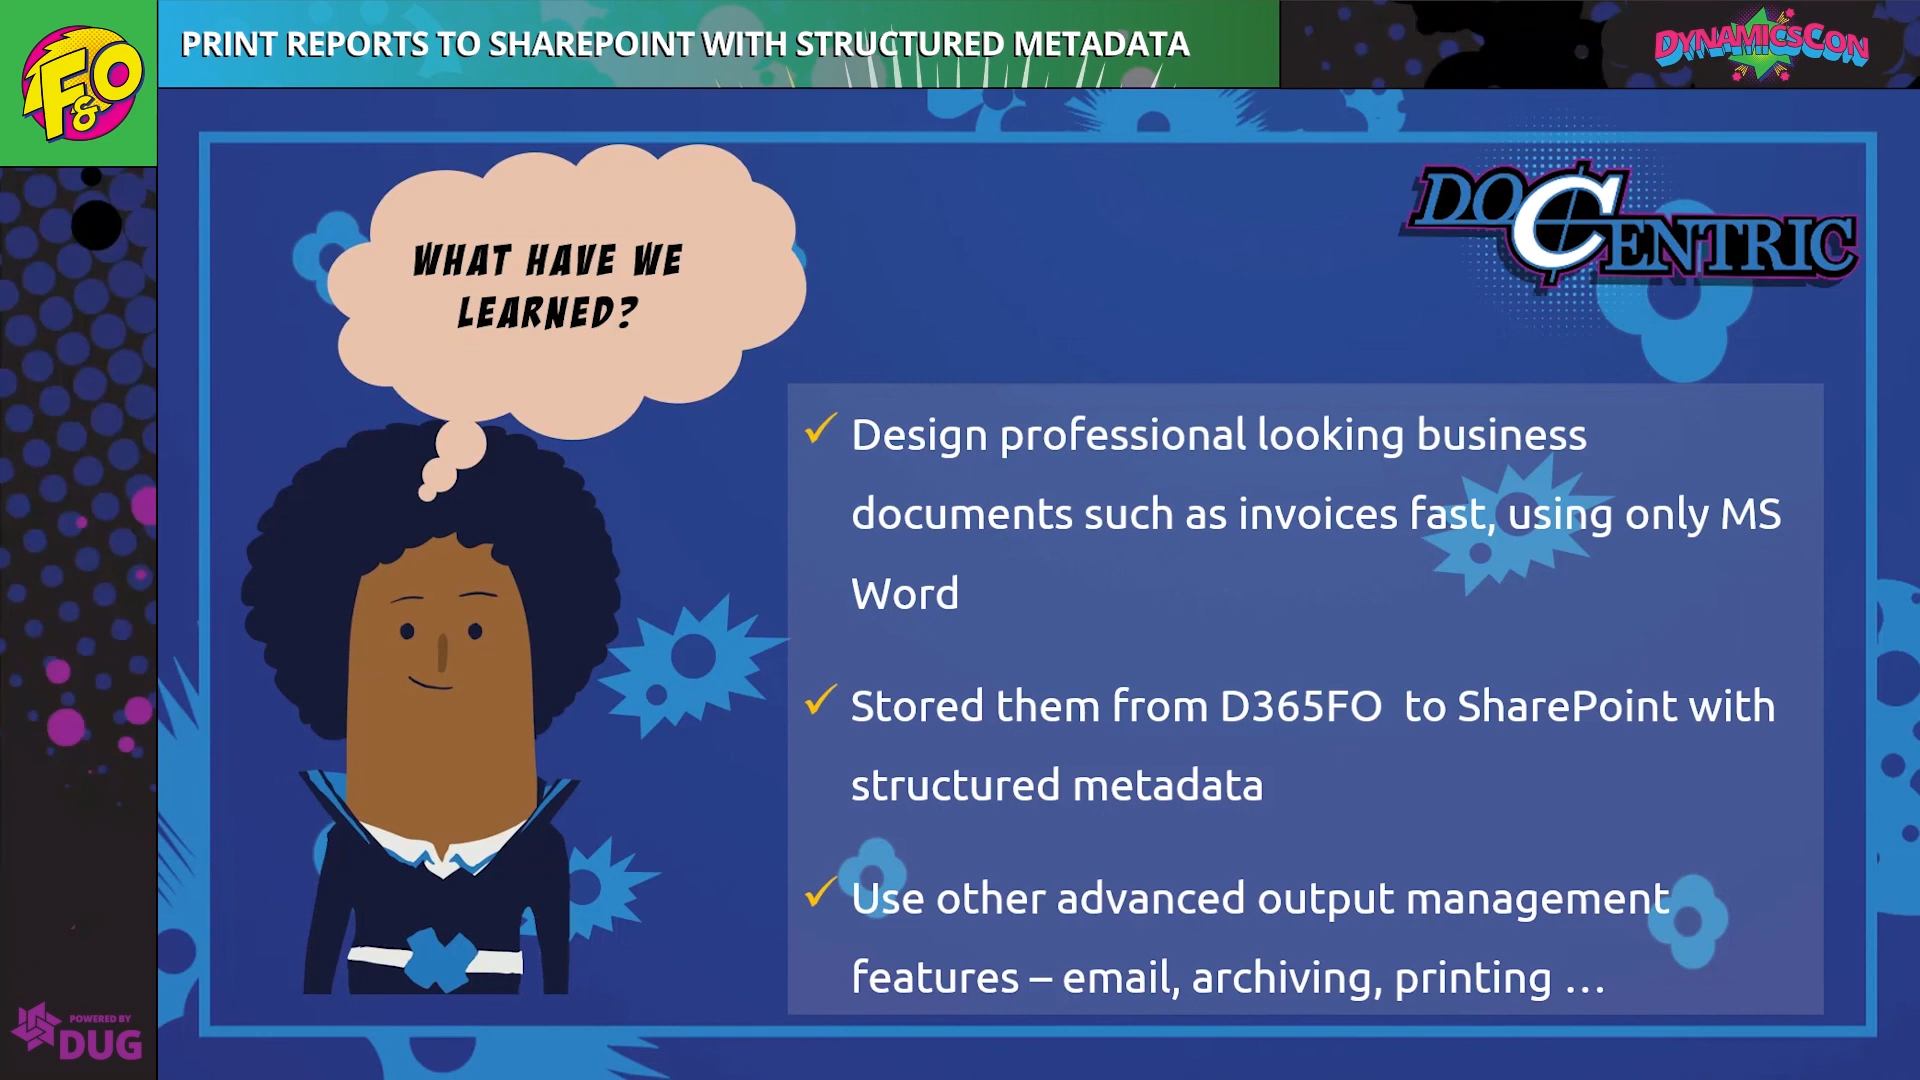 F&O
PRINT REPORTS TO SHAREPOINT WITH STRUCTURED METADATA
DYNAMICSCON
DOCENTRIC
WHAT HAVE WE
LEARNED?
✓ Design professional looking business
documents such as invoices fast, using only MS
Word
✓ Stored them from D365FO to SharePoint with
structured metadata
✓ Use other advanced output management
features – email, archiving, printing ...
POWERED BY
DUG